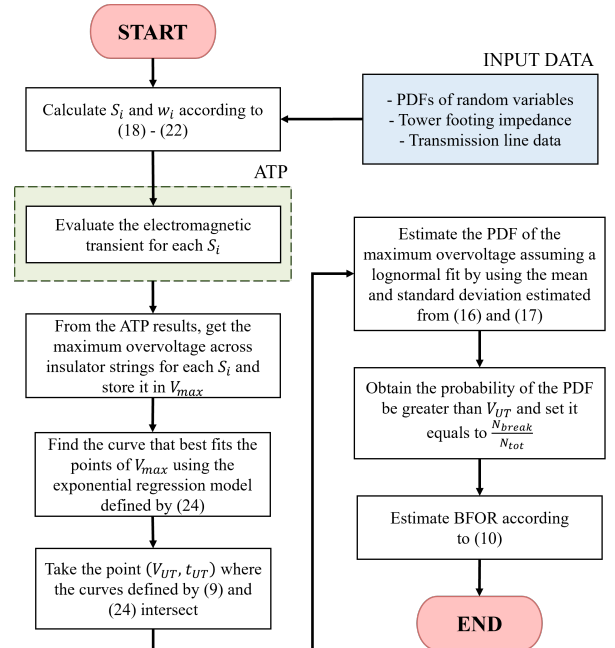 START
INPUT DATA
Calculate S_i and w_i according to
(18) - (22)
- PDFs of random variables
- Tower footing impedance
- Transmission line data
ATP
Evaluate the electromagnetic
transient for each S_i
From the ATP results, get the
maximum overvoltage across
insulator strings for each S_i and
store it in V_max
Find the curve that best fits the
points of V_max using the
exponential regression model
defined by (24)
Take the point (V_UT, t_UT) where
the curves defined by (9) and
(24) intersect
Estimate the PDF of the
maximum overvoltage assuming a
lognormal fit by using the mean
and standard deviation estimated
from (16) and (17)
Obtain the probability of the PDF
be greater than V_UT and set it
equals to N_break/N_tot
Estimate BFOR according
to (10)
END